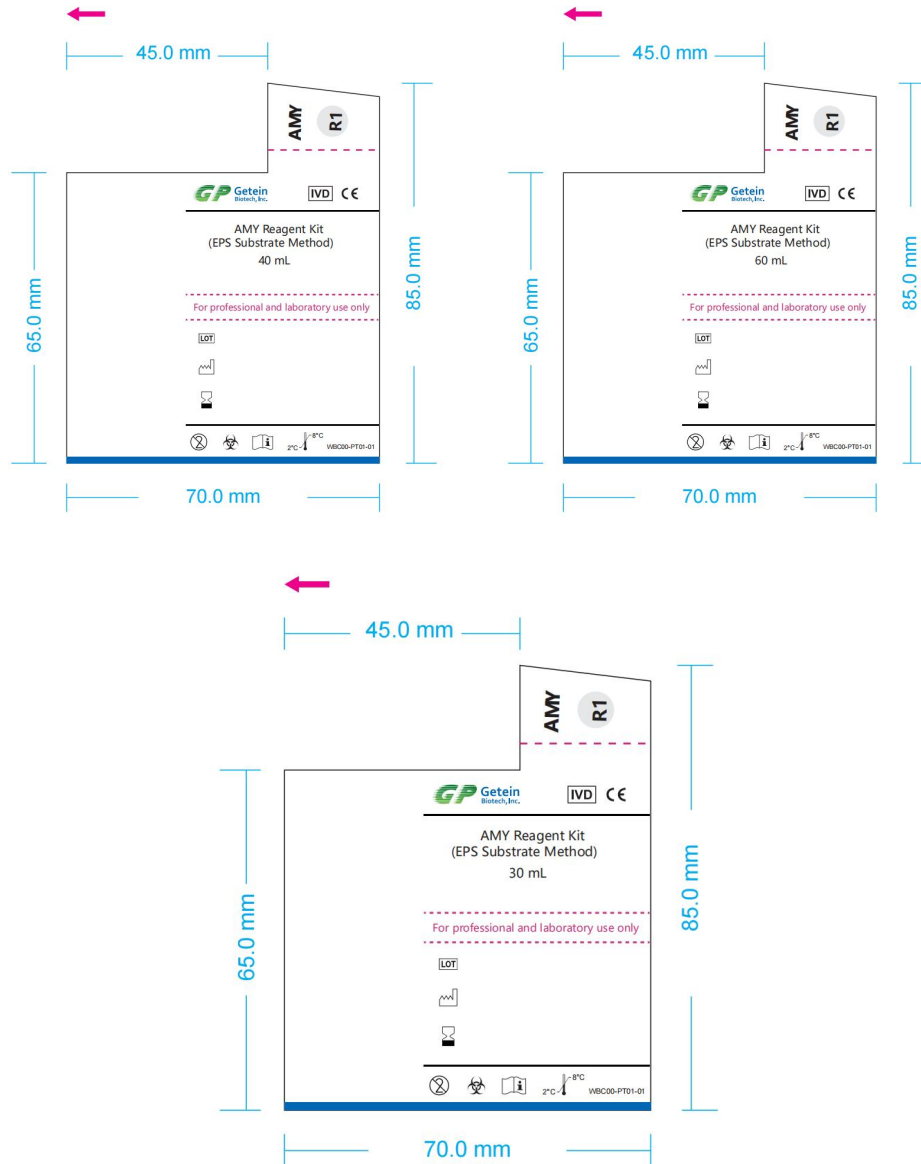 45.0 mm
AMY
R1
GP Getein
Biotech, Inc.
IVD CE
AMY Reagent Kit
(EPS Substrate Method)
40 mL
For professional and laboratory use only
LOT
2
i
2°C
8°C
WBC00-PT01-01
65.0 mm
85.0 mm
70.0 mm
45.0 mm
AMY
R1
GP Getein
Biotech, Inc.
IVD CE
AMY Reagent Kit
(EPS Substrate Method)
60 mL
For professional and laboratory use only
LOT
2
i
2°C
8°C
WBC00-PT01-01
65.0 mm
85.0 mm
70.0 mm
45.0 mm
AMY
R1
GP Getein
Biotech, Inc.
IVD CE
AMY Reagent Kit
(EPS Substrate Method)
30 mL
For professional and laboratory use only
LOT
2
i
2°C
8°C
WBC00-PT01-01
65.0 mm
85.0 mm
70.0 mm